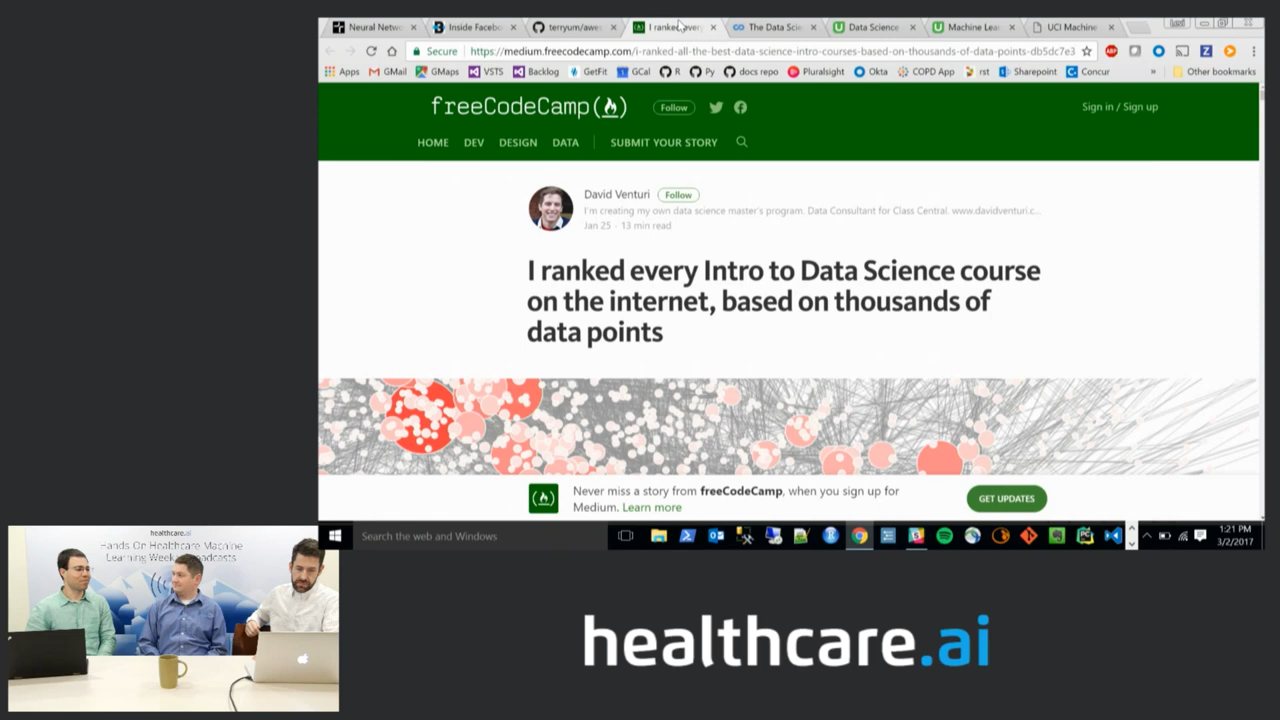 Neural Netw
Inside Facebo
terryum/awes
I ranked every
The Data Scie
Data Science
Machine Lea
UCI Machine
Levi
Secure
https://medium.freecodecamp.com/i-ranked-all-the-best-data-science-intro-courses-based-on-thousands-of-data-points-db5dc7e3
Apps GMail GMaps VSTS Backlog GetFit GCal R Py docs repo Pluralsight Okta COPD App rst Sharepoint Concur » Other bookmarks
freeCodeCamp
Follow
Sign in / Sign up
HOME DEV DESIGN DATA SUBMIT YOUR STORY
David Venturi Follow
I'm creating my own data science master's program. Data Consultant for Class Central. www.davidventuri.c...
Jan 25 · 13 min read
I ranked every Intro to Data Science course
on the internet, based on thousands of
data points
Never miss a story from freeCodeCamp, when you sign up for
Medium. Learn more
GET UPDATES
Search the web and Windows
1:21 PM
3/2/2017
healthcare.ai
Hands-On Healthcare Machine
healthcare.ai